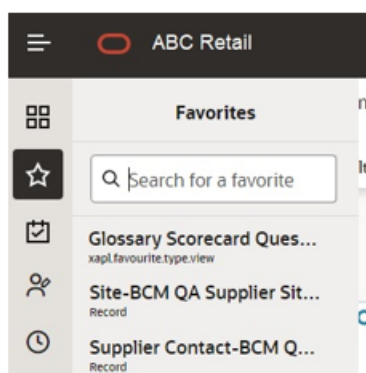 ABC Retail
Favorites
Search for a favorite
Glossary Scorecard Ques...
xapl.favourite.type.view
Site-BCM QA Supplier Sit...
Record
Supplier Contact-BCM Q...
Record